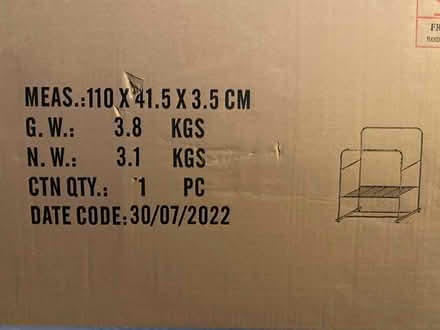 MEAS.:110 X 41.5 X 3.5 CM
G. W.: 3.8 KGS
N. W.: 3.1 KGS
CTN QTY.: 1 PC
DATE CODE: 30/07/2022
FR